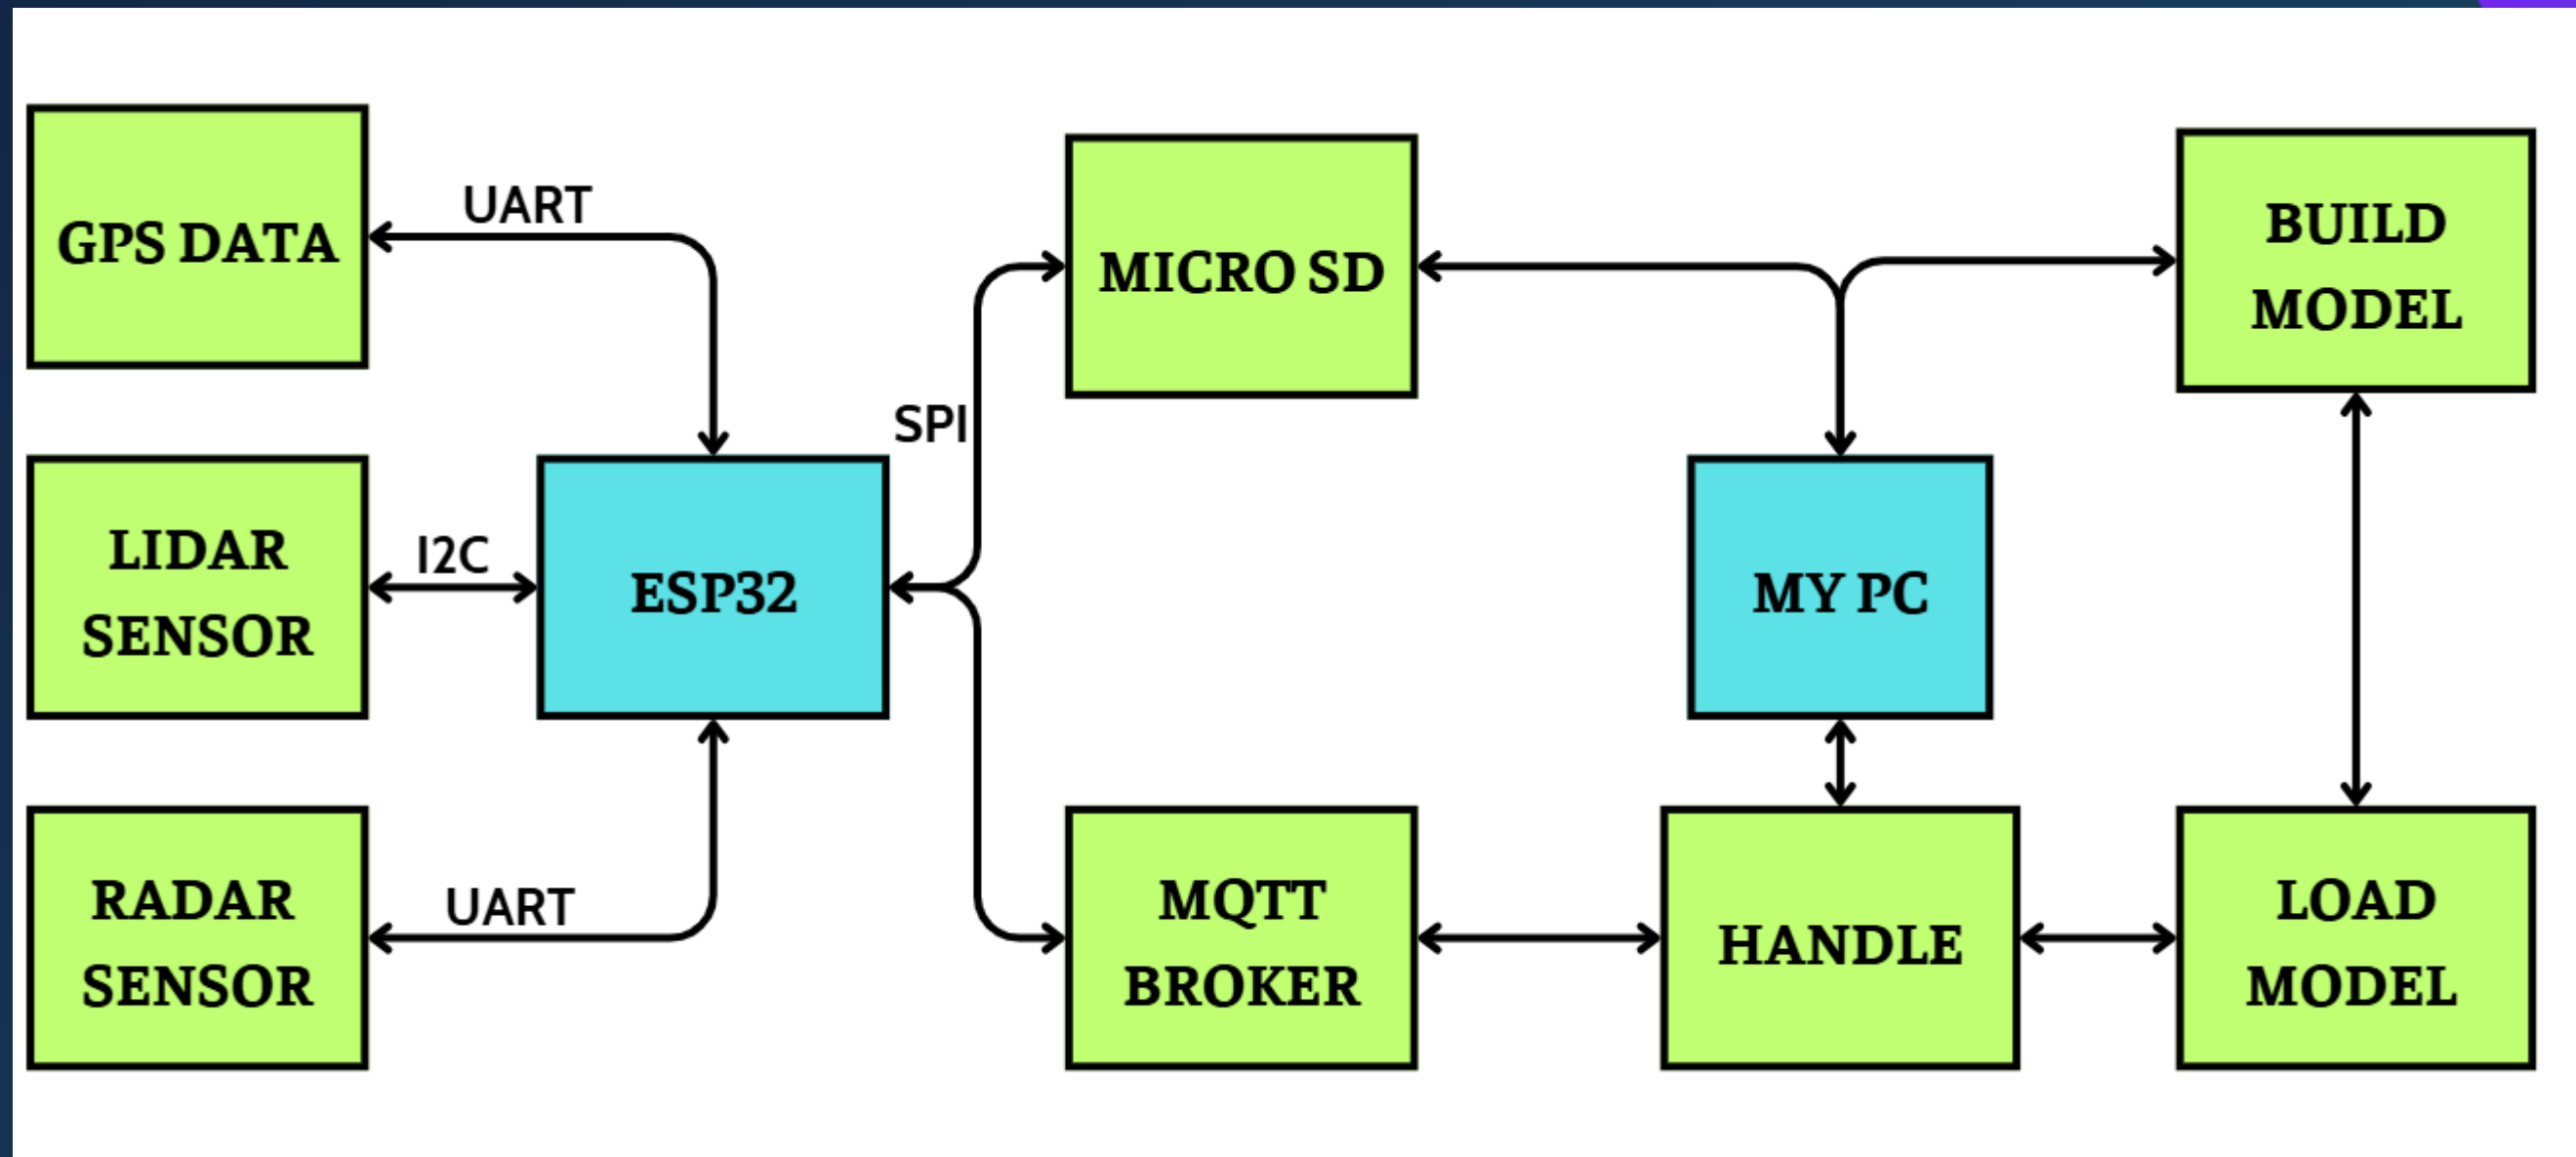 GPS DATA
UART
MICRO SD
BUILD
MODEL
SPI
LIDAR
SENSOR
I2C
ESP32
MY PC
RADAR
SENSOR
UART
MQTT
BROKER
HANDLE
LOAD
MODEL